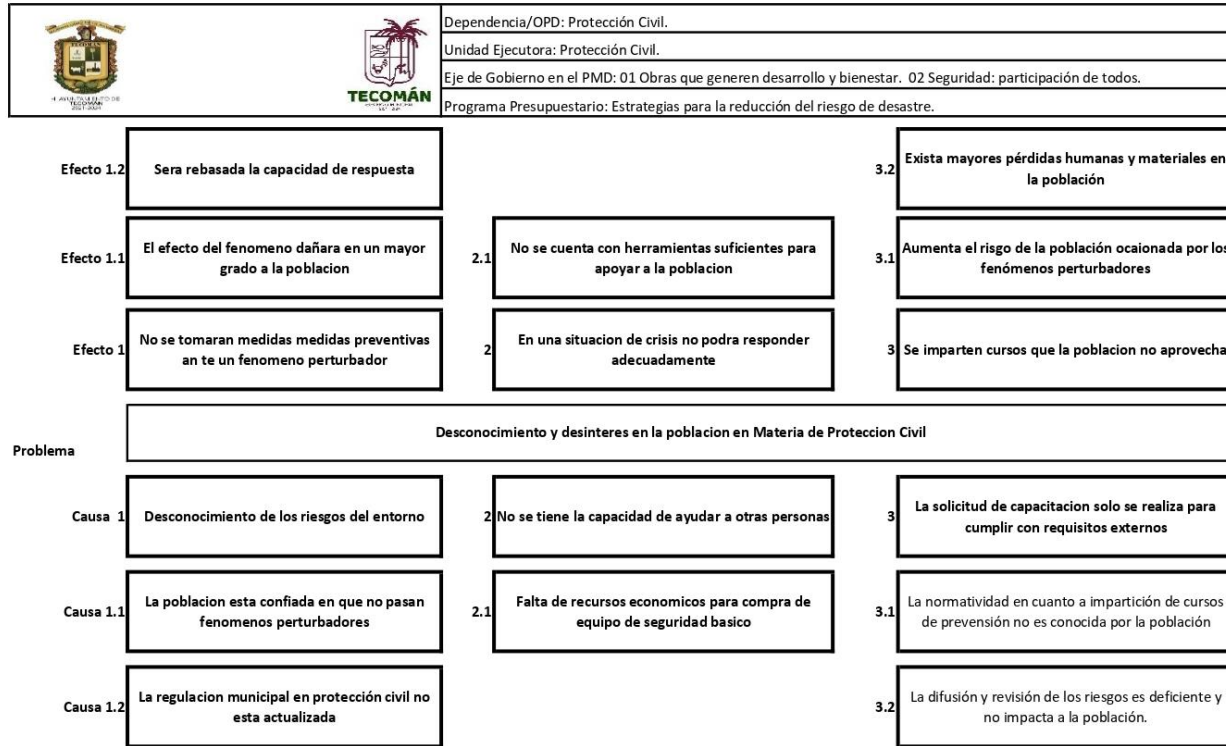 H. AYUNTAMIENTO DE
TECOMÁN
2021-2024
TECOMÁN
Dependencia/OPD: Protección Civil.
Unidad Ejecutora: Protección Civil.
Eje de Gobierno en el PMD: 01 Obras que generen desarrollo y bienestar. 02 Seguridad: participación de todos.
Programa Presupuestario: Estrategias para la reducción del riesgo de desastre.
Efecto 1.2
Sera rebasada la capacidad de respuesta
3.2
Exista mayores pérdidas humanas y materiales en
la población
Efecto 1.1
El efecto del fenomeno dañara en un mayor
grado a la poblacion
2.1
No se cuenta con herramientas suficientes para
apoyar a la poblacion
3.1
Aumenta el risgo de la población ocaionada por los
fenómenos perturbadores
Efecto 1
No se tomaran medidas medidas preventivas
an te un fenomeno perturbador
2
En una situacion de crisis no podra responder
adecuadamente
3
Se imparten cursos que la poblacion no aprovecha
Problema
Desconocimiento y desinteres en la poblacion en Materia de Proteccion Civil
Causa 1
Desconocimiento de los riesgos del entorno
2
No se tiene la capacidad de ayudar a otras personas
3
La solicitud de capacitacion solo se realiza para
cumplir con requisitos externos
Causa 1.1
La poblacion esta confiada en que no pasan
fenomenos perturbadores
2.1
Falta de recursos economicos para compra de
equipo de seguridad basico
3.1
La normatividad en cuanto a impartición de cursos
de prevención no es conocida por la población
Causa 1.2
La regulacion municipal en protección civil no
esta actualizada
3.2
La difusión y revisión de los riesgos es deficiente y
no impacta a la población.